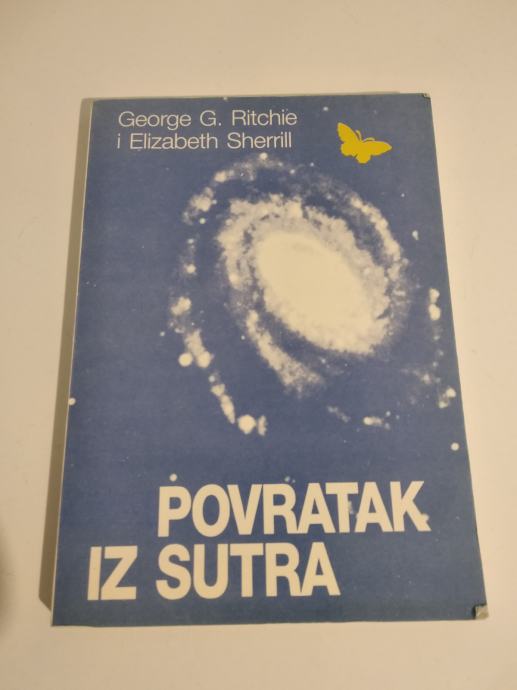 George G. Ritchie
i Elizabeth Sherrill
POVRATAK
IZ SUTRA